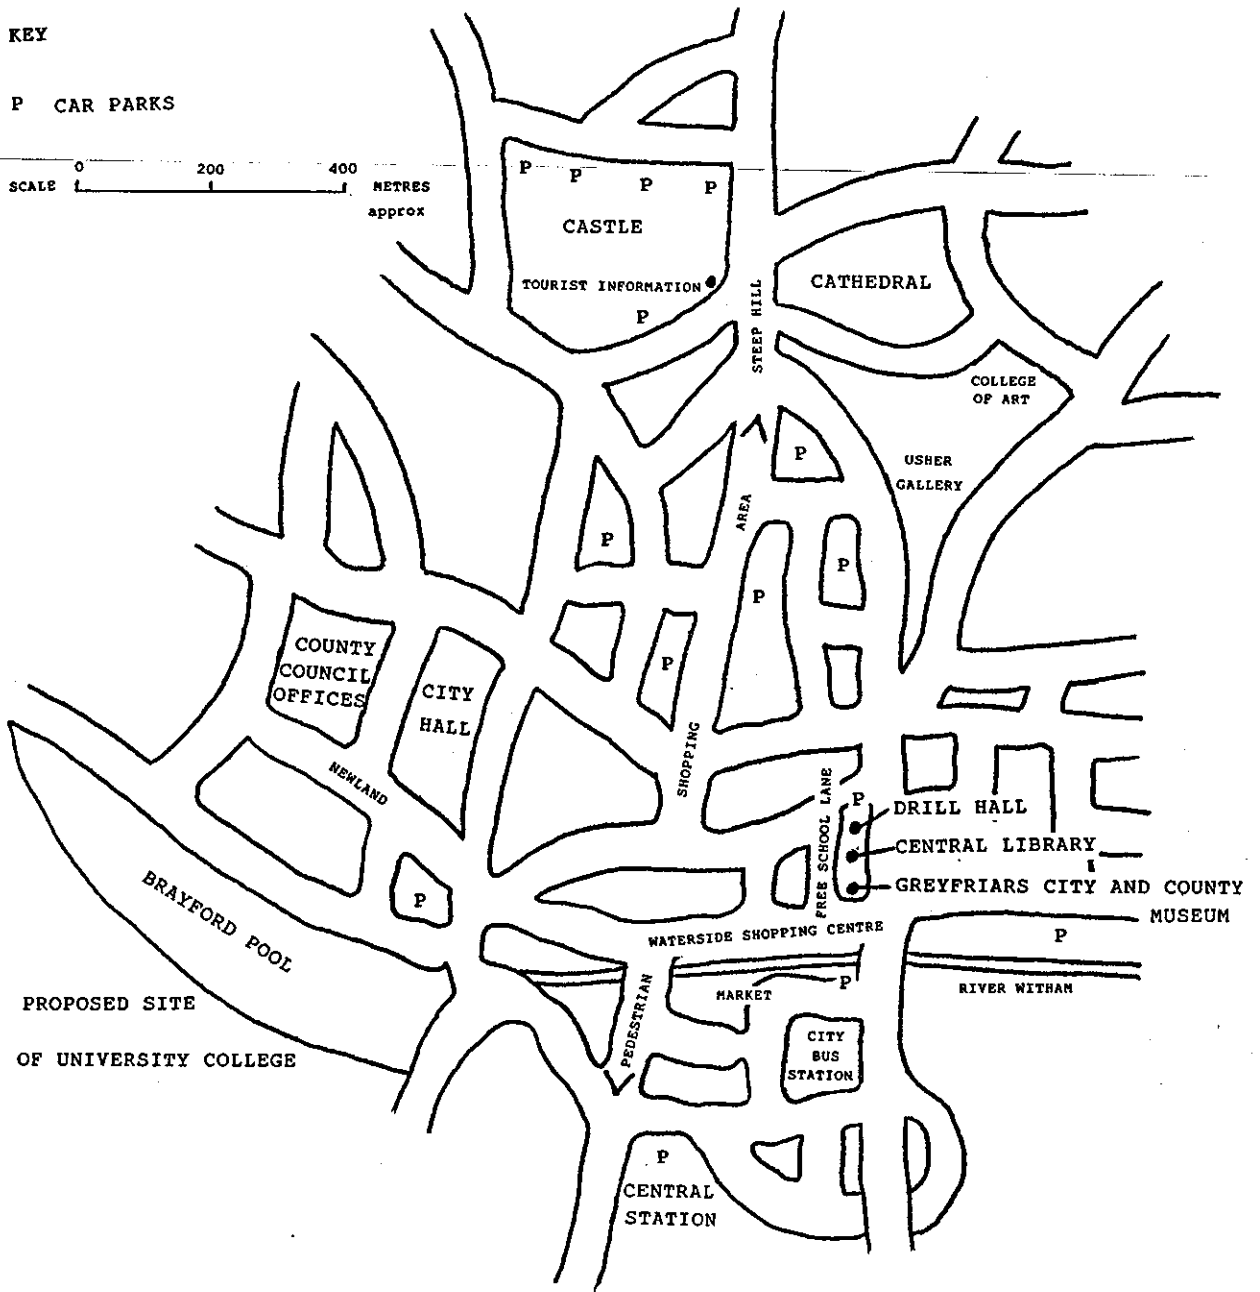 KEY
P CAR PARKS
0 200 400
SCALE METRES
approx
P P P P
CASTLE
TOURIST INFORMATION
P
CATHEDRAL
STEEP HILL
COLLEGE
OF ART
USHER
GALLERY
P
AREA
P
P
P
P
COUNTY
COUNCIL
OFFICES
CITY
HALL
NEWLAND
SHOPPING
FREE SCHOOL LANE
P
DRILL HALL
CENTRAL LIBRARY
GREYFRIARS CITY AND COUNTY
MUSEUM
P
BRAYFORD POOL
WATERSIDE SHOPPING CENTRE
P
RIVER WITHAM
MARKET
P
PEDESTRIAN
PROPOSED SITE
OF UNIVERSITY COLLEGE
CITY
BUS
STATION
P
CENTRAL
STATION